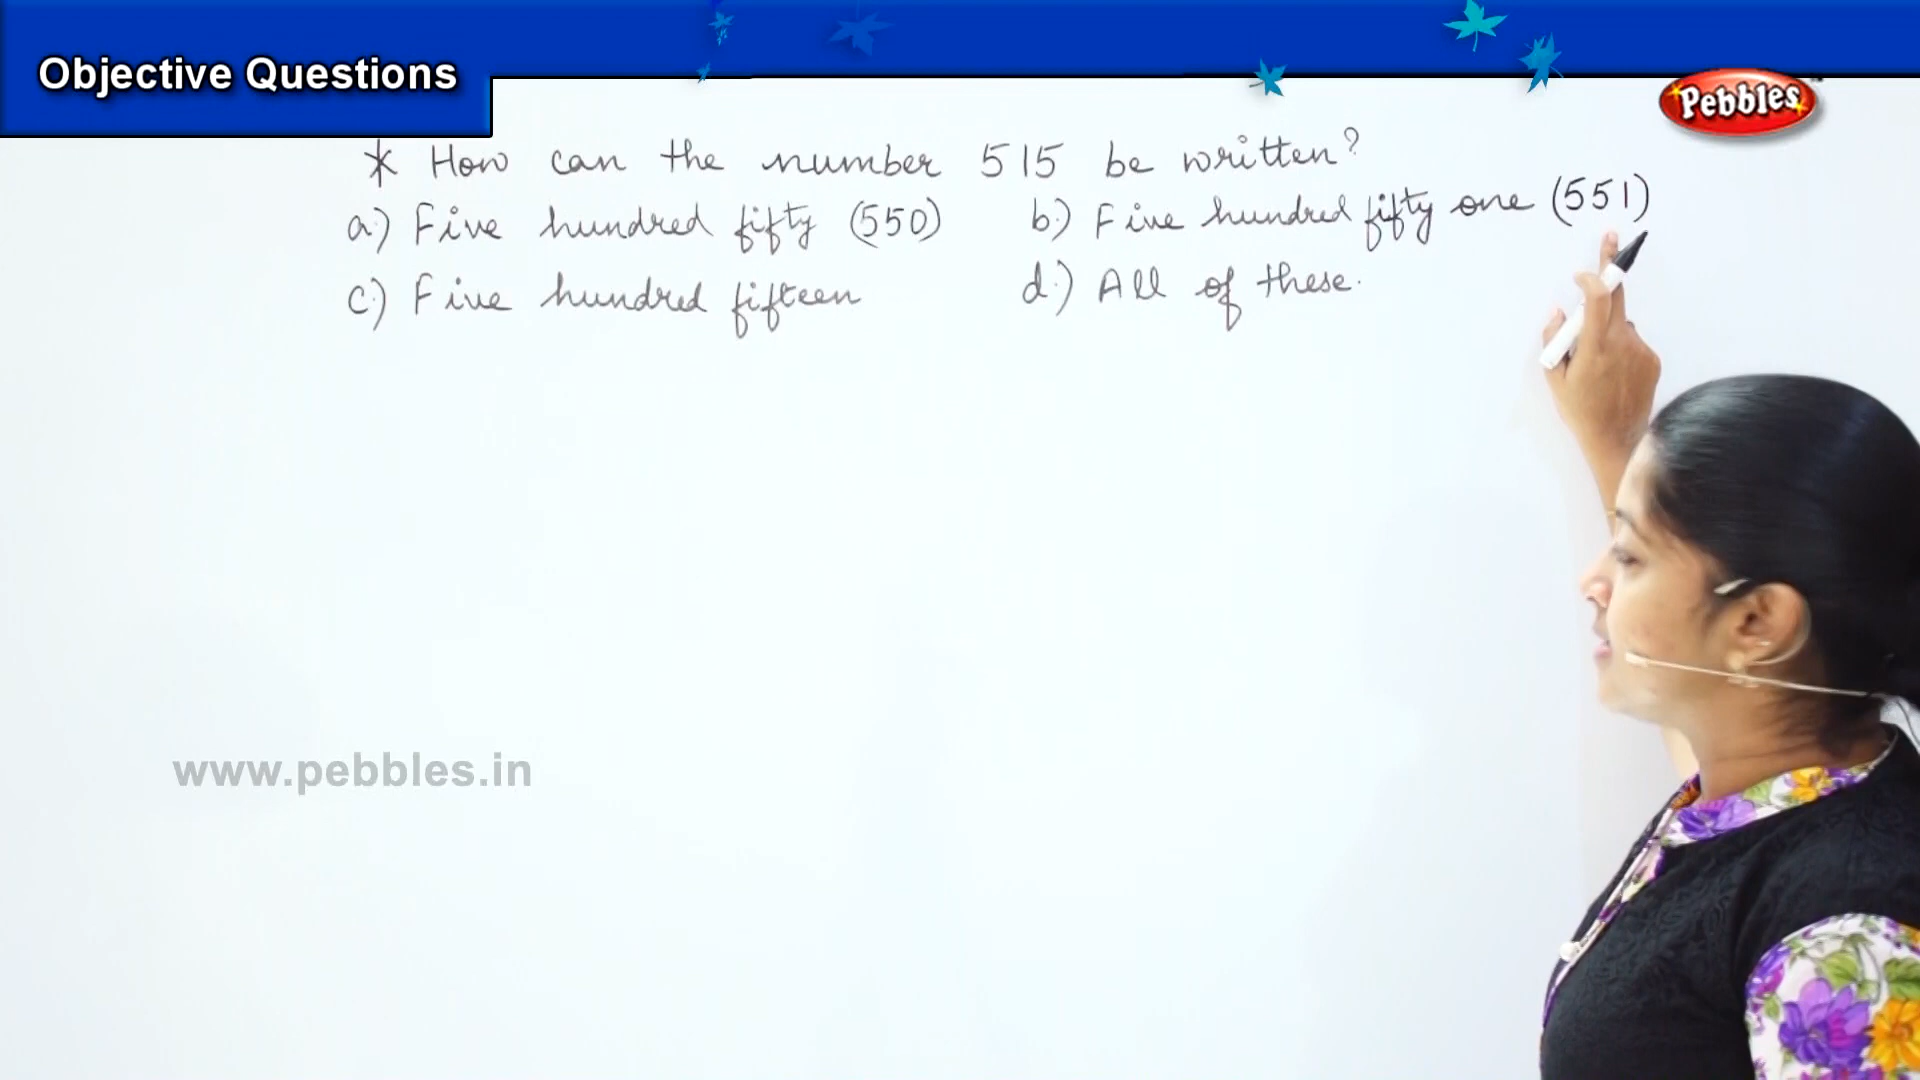 Objective Questions
Pebbles
* How can the number 515 be written?
a.) Five hundred fifty (550) b.) Five hundred fifty one (551)
c.) Five hundred fifteen d.) All of these.
www.pebbles.in